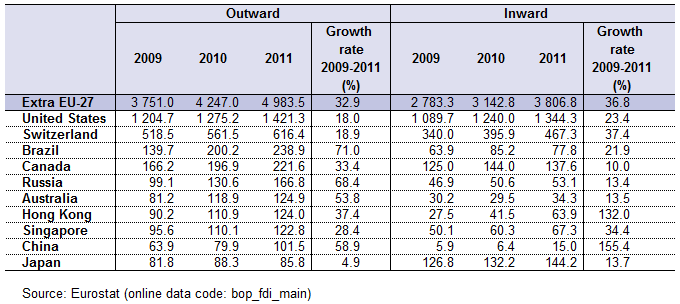 Outward Inward
2009 2010 2011 Growth rate 2009-2011 (%) 2009 2010 2011 Growth rate 2009-2011 (%)
Extra EU-27 3 751.0 4 247.0 4 983.5 32.9 2 783.3 3 142.8 3 806.8 36.8
United States 1 204.7 1 275.2 1 421.3 18.0 1 089.7 1 240.0 1 344.3 23.4
Switzerland 518.5 561.5 616.4 18.9 340.0 395.9 467.3 37.4
Brazil 139.7 200.2 238.9 71.0 63.9 85.2 77.8 21.9
Canada 166.2 196.9 221.6 33.4 125.0 144.0 137.6 10.0
Russia 99.1 130.6 166.8 68.4 46.9 50.6 53.1 13.4
Australia 81.2 118.9 124.9 53.8 30.2 29.5 34.3 13.5
Hong Kong 90.2 110.9 124.0 37.4 27.5 41.5 63.9 132.0
Singapore 95.6 110.1 122.8 28.4 50.1 60.3 67.3 34.4
China 63.9 79.9 101.5 58.9 5.9 6.4 15.0 155.4
Japan 81.8 88.3 85.8 4.9 126.8 132.2 144.2 13.7
Source: Eurostat (online data code: bop_fdi_main)